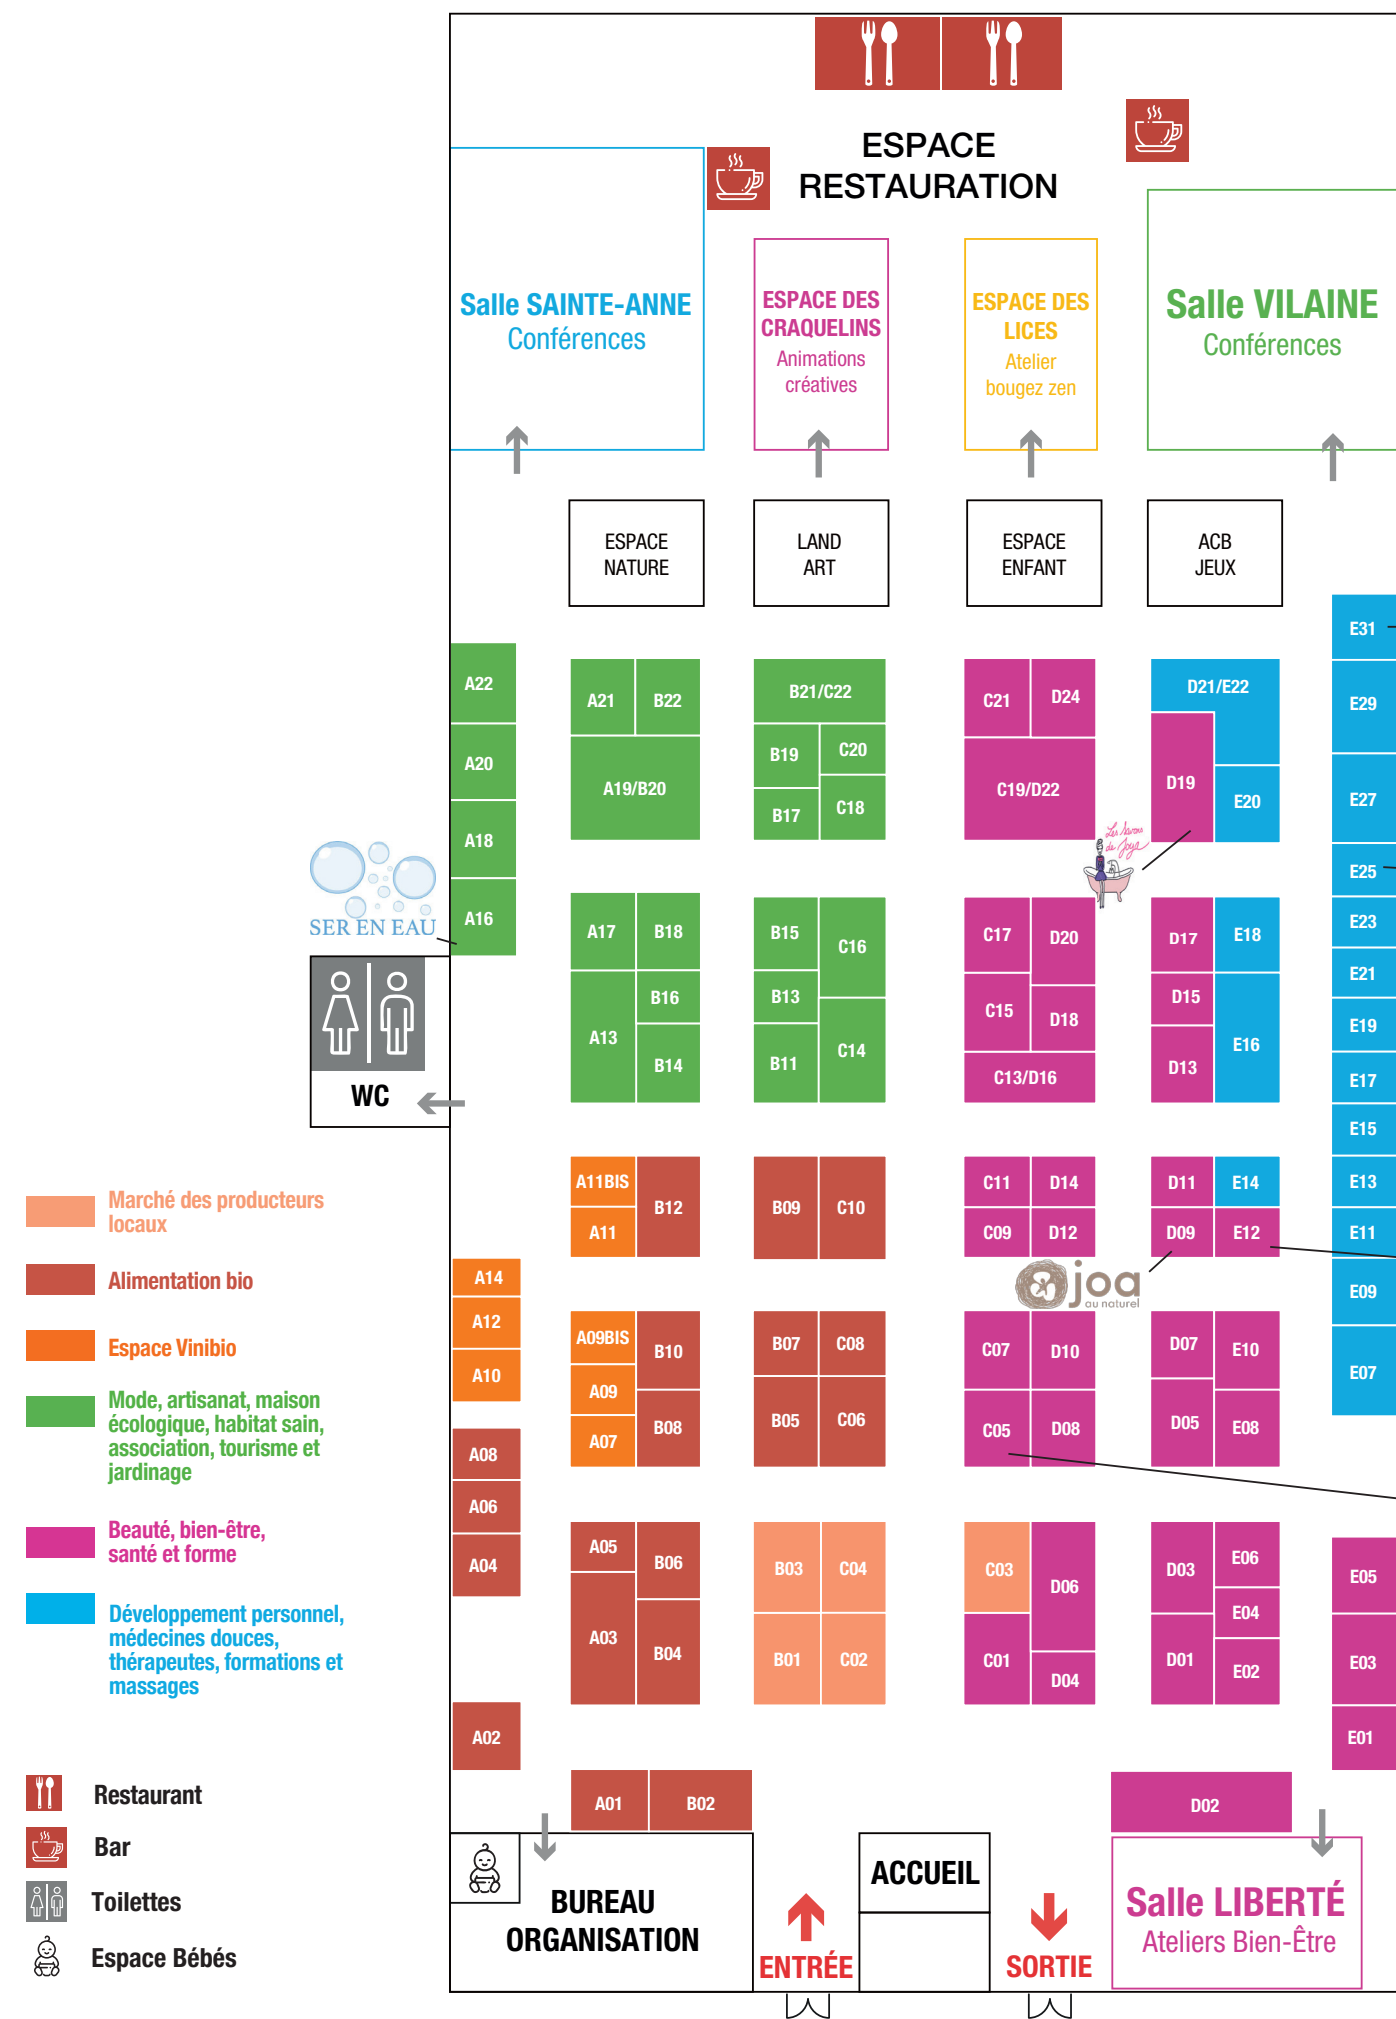 ESPACE
RESTAURATION
Salle SAINTE-ANNE
Conférences
ESPACE DES
CRAQUELINS
Animations
créatives
ESPACE DES
LICES
Atelier
bougez zen
Salle VILAINE
Conférences
ESPACE
NATURE
LAND
ART
ESPACE
ENFANT
ACB
JEUX
E31
E29
E27
E25
E23
E21
E19
E17
E15
E13
E11
E09
E07
E05
E03
E01
A22
A20
A18
A16
SER EN EAU
WC
A21
B22
A19/B20
B21/C22
B19
C20
B17
C18
C21
D24
C19/D22
D21/E22
D19
E20
Les Savons
de Joya
A17
B18
B16
A13
B14
B15
C16
B13
B11
C14
C17
D20
C15
D18
C13/D16
D17
E18
D15
E16
D13
A11BIS
B12
A11
B09
C10
C11
D14
C09
D12
D11
E14
D09
E12
joa
au naturel
A14
A12
A10
A09BIS
B10
A09
A07
B08
B07
C08
B05
C06
C07
D10
C05
D08
D07
E10
D05
E08
A08
A06
A04
A02
A05
B06
A03
B04
B03
C04
B01
C02
C03
D06
C01
D04
D03
E06
E04
D01
E02
A01
B02
D02
Marché des producteurs
locaux
Alimentation bio
Espace Vinibio
Mode, artisanat, maison
écologique, habitat sain,
association, tourisme et
jardinage
Beauté, bien-être,
santé et forme
Développement personnel,
médecines douces,
thérapeutes, formations et
massages
Restaurant
Bar
Toilettes
Espace Bébés
BUREAU
ORGANISATION
ENTRÉE
ACCUEIL
SORTIE
Salle LIBERTÉ
Ateliers Bien-Être